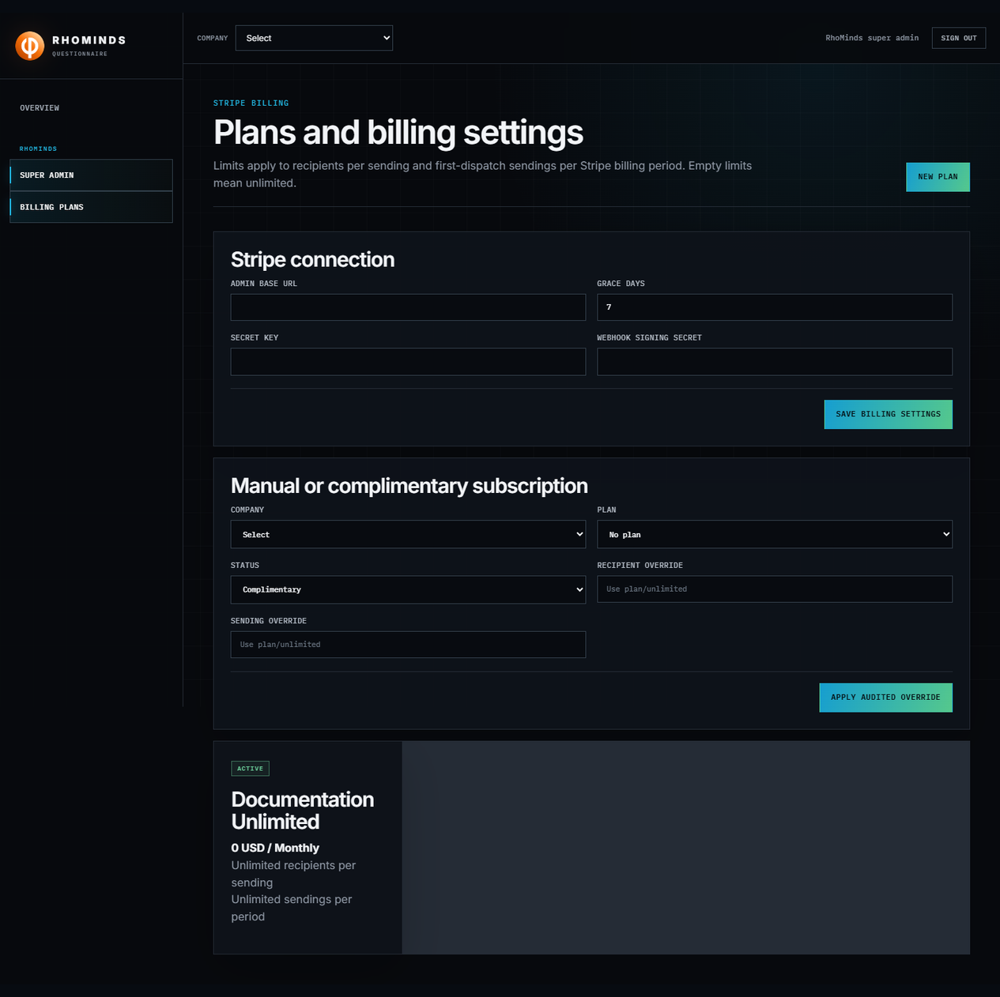 RHOMINDS
QUESTIONNAIRE
COMPANY
Select
RhoMinds super admin
SIGN OUT
OVERVIEW
RHOMINDS
SUPER ADMIN
BILLING PLANS
STRIPE BILLING
Plans and billing settings
Limits apply to recipients per sending and first-dispatch sendings per Stripe billing period. Empty limits
mean unlimited.
NEW PLAN
Stripe connection
ADMIN BASE URL
GRACE DAYS
7
SECRET KEY
WEBHOOK SIGNING SECRET
SAVE BILLING SETTINGS
Manual or complimentary subscription
COMPANY
PLAN
Select
No plan
STATUS
RECIPIENT OVERRIDE
Complimentary
Use plan/unlimited
SENDING OVERRIDE
Use plan/unlimited
APPLY AUDITED OVERRIDE
ACTIVE
Documentation
Unlimited
0 USD / Monthly
Unlimited recipients per
sending
Unlimited sendings per
period